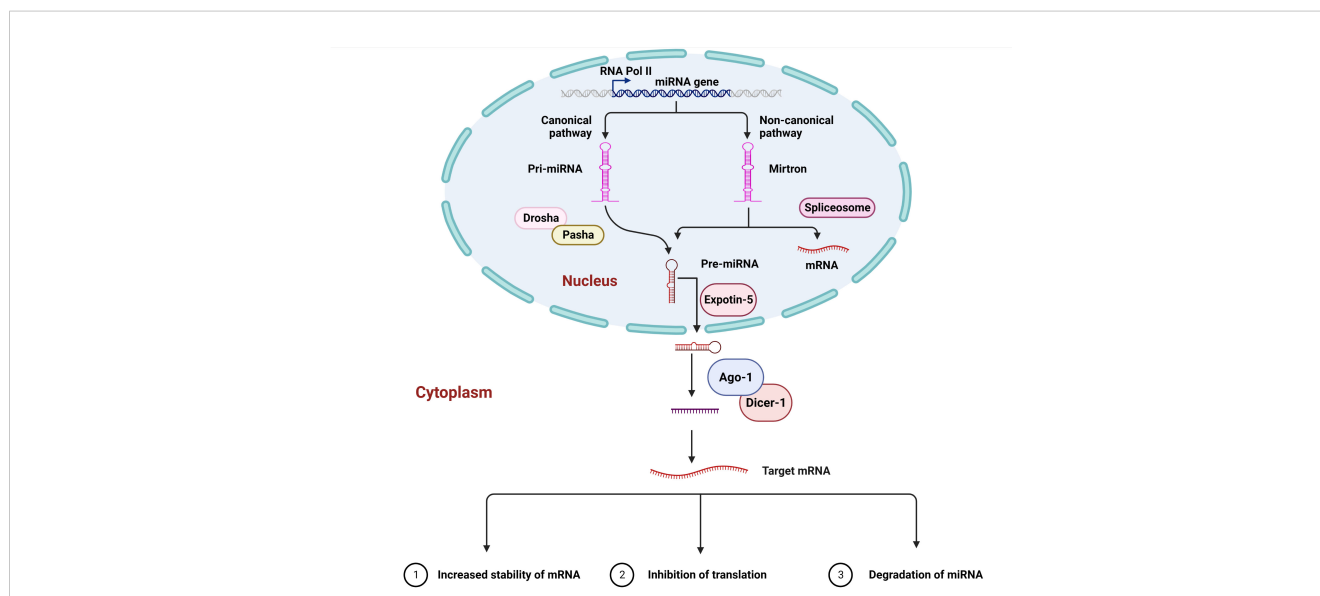 RNA Pol II
miRNA gene
Canonical
pathway
Non-canonical
pathway
Pri-miRNA
Mirtron
Spliceosome
Drosha
Pasha
Pre-miRNA
mRNA
Nucleus
Expotin-5
Ago-1
Cytoplasm
Dicer-1
Target mRNA
1 Increased stability of mRNA
2 Inhibition of translation
3 Degradation of miRNA